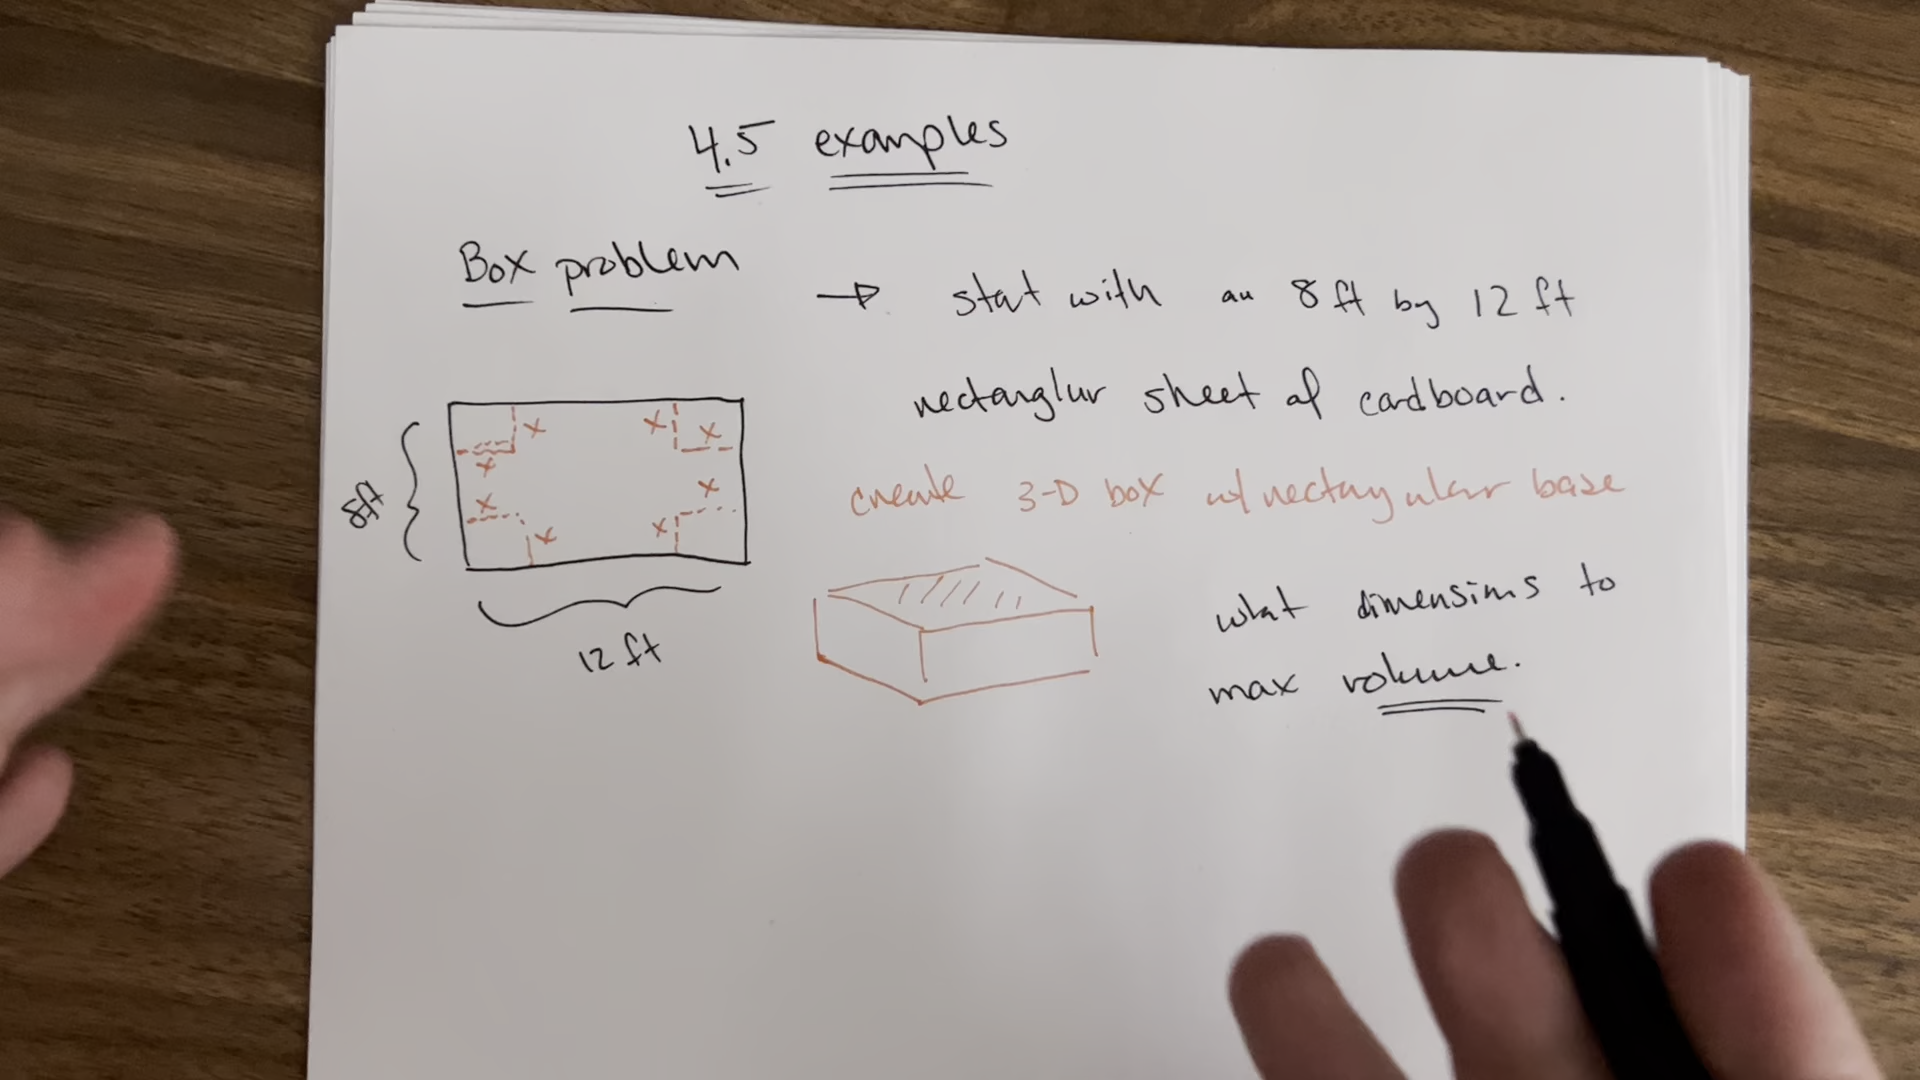 4.5 examples
Box problem
→ start with an 8 ft by 12 ft
rectanglur sheet of cardboard.
create 3-D box w/ rectangular base
what dimensions to
max volume.
x x x
x
x x
x x
8ft
12 ft